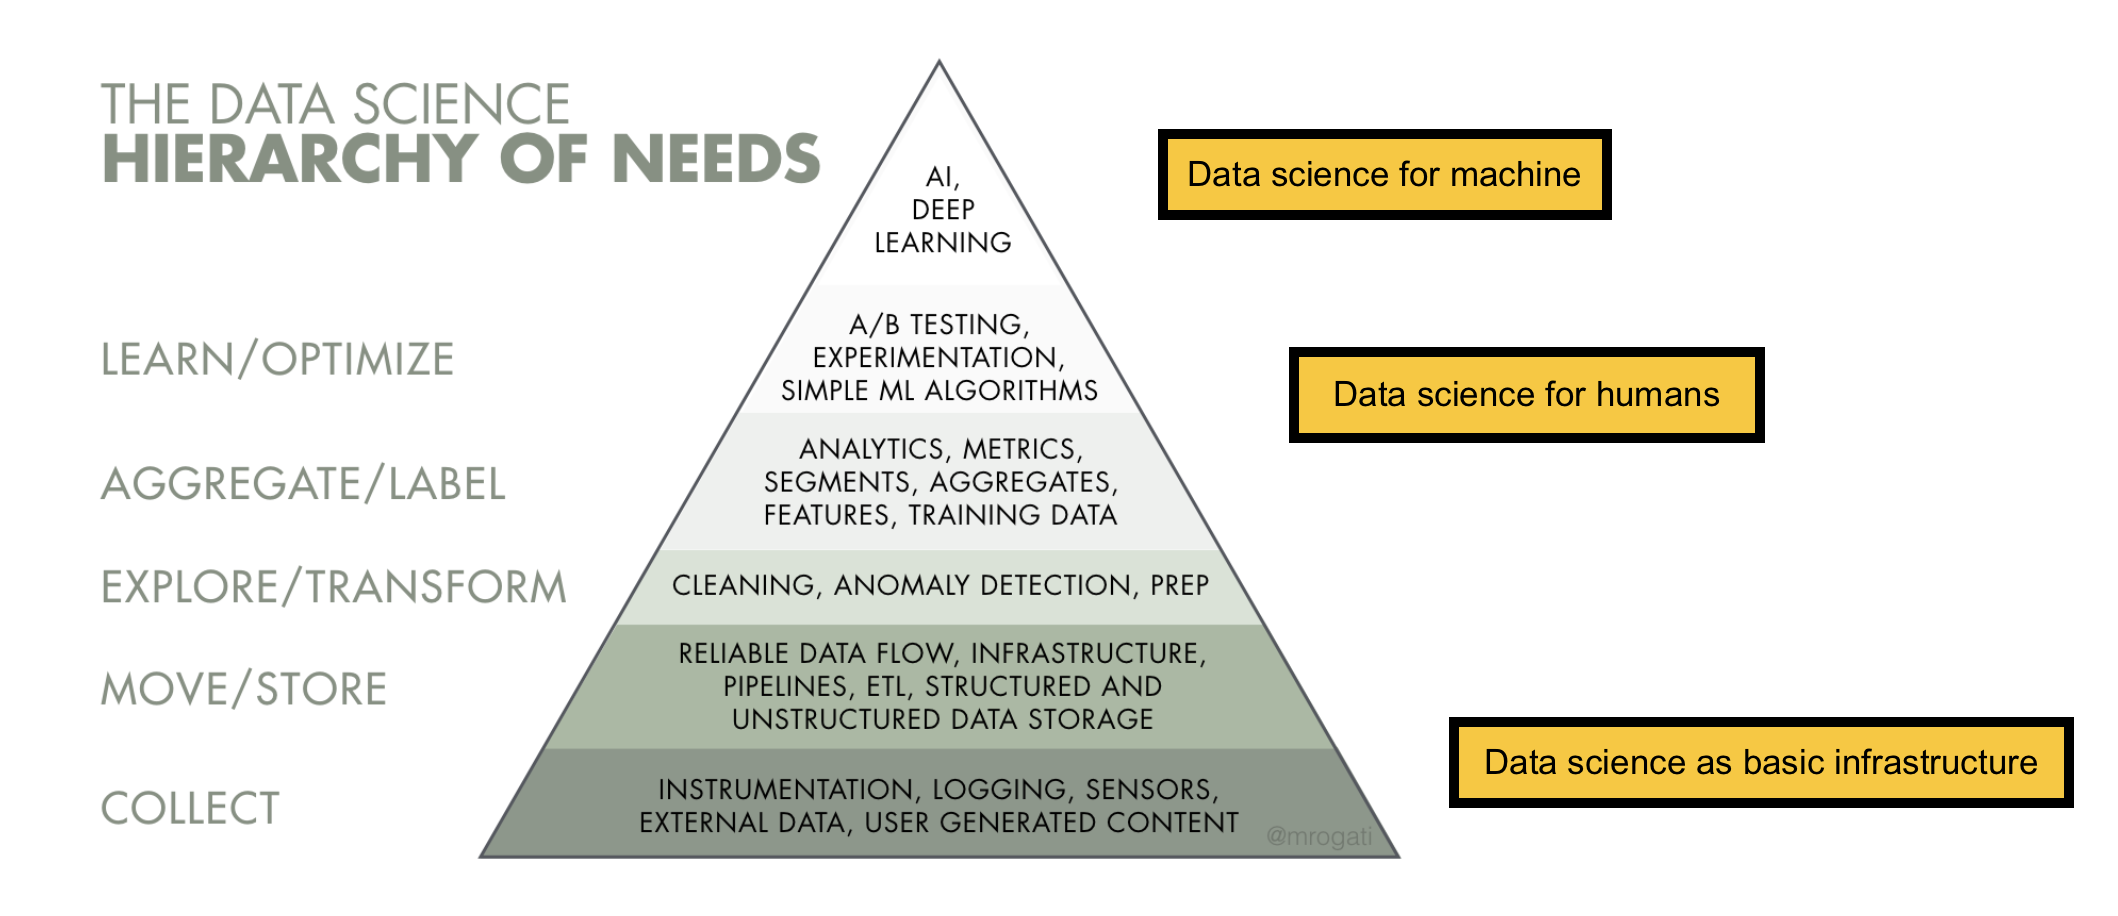 THE DATA SCIENCE
HIERARCHY OF NEEDS
AI,
DEEP
LEARNING
Data science for machine
LEARN/OPTIMIZE
A/B TESTING,
EXPERIMENTATION,
SIMPLE ML ALGORITHMS
Data science for humans
AGGREGATE/LABEL
ANALYTICS, METRICS,
SEGMENTS, AGGREGATES,
FEATURES, TRAINING DATA
EXPLORE/TRANSFORM
CLEANING, ANOMALY DETECTION, PREP
MOVE/STORE
RELIABLE DATA FLOW, INFRASTRUCTURE,
PIPELINES, ETL, STRUCTURED AND
UNSTRUCTURED DATA STORAGE
Data science as basic infrastructure
COLLECT
INSTRUMENTATION, LOGGING, SENSORS,
EXTERNAL DATA, USER GENERATED CONTENT
@mrogati